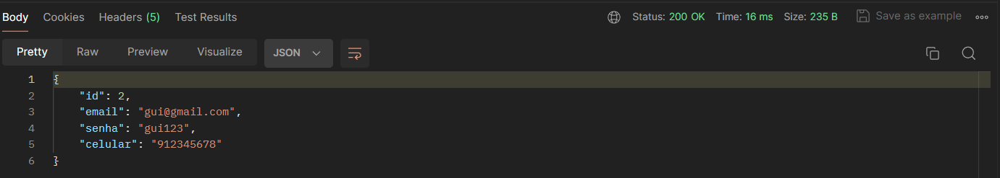 Body Cookies Headers (5) Test Results Status: 200 OK Time: 16 ms Size: 235 B Save as example
Pretty Raw Preview Visualize JSON
1 {
2 "id": 2,
3 "email": "gui@gmail.com",
4 "senha": "gui123",
5 "celular": "912345678"
6 }